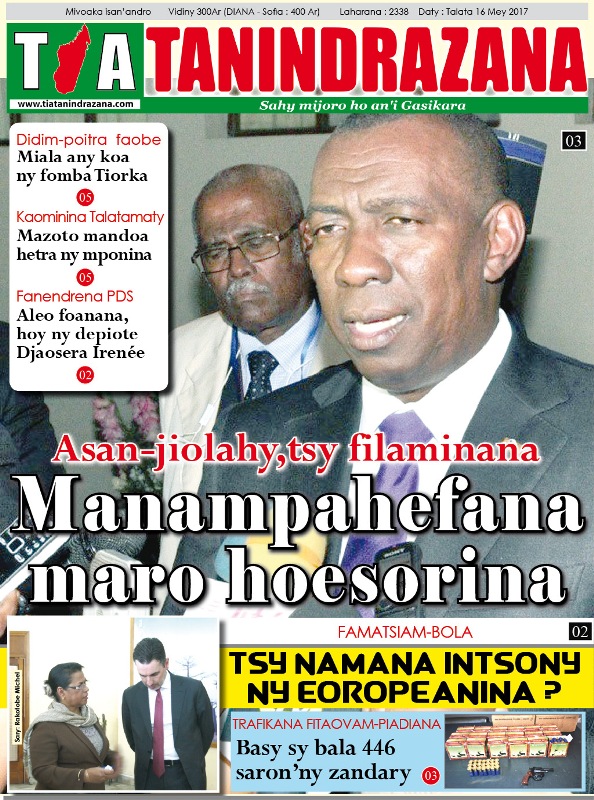 Mivoaka isan'andro Vidiny 300Ar (DIANA - Sofia : 400 Ar) Laharana : 2338 Daty : Talata 16 Mey 2017
TIA TANINDRAZANA
www.tiatanindrazana.com
Sahy mijoro ho an'i Gasikara
03
Didim-poitra faobe
Miala any koa
ny fomba Tiorka
05
Kaominina Talatamaty
Mazoto mandoa
hetra ny mponina
05
Fanendrena PDS
Aleo foanana,
hoy ny depiote
Djaosera Irenée
02
Asan-jiolahy,tsy filaminana
Manampahefana
maro hoesorina
Sary: Rakotobe Michel
FAMATSIAM-BOLA
02
TSY NAMANA INTSONY
NY EOROPEANINA ?
TRAFIKANA FITAOVAM-PIADIANA
Basy sy bala 446
saron'ny zandary
03